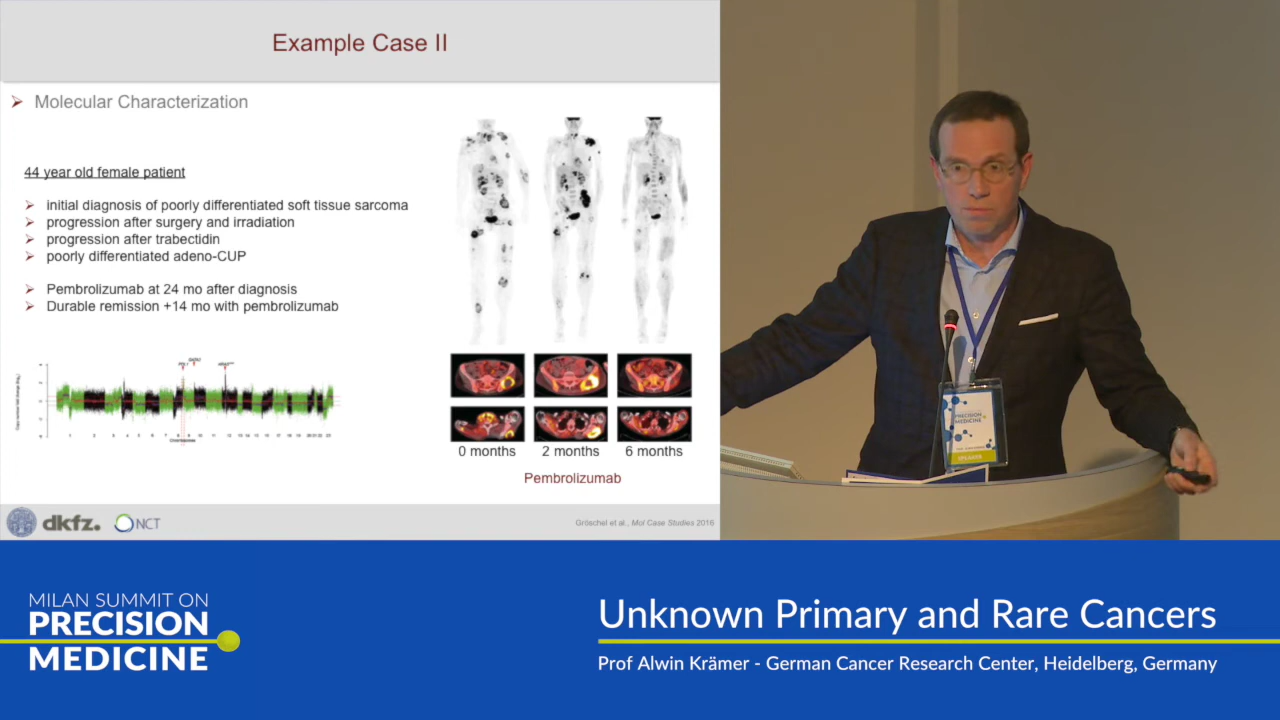 Example Case II
Molecular Characterization
44 year old female patient
initial diagnosis of poorly differentiated soft tissue sarcoma
progression after surgery and irradiation
progression after trabectidin
poorly differentiated adeno-CUP
Pembrolizumab at 24 mo after diagnosis
Durable remission +14 mo with pembrolizumab
0 months
2 months
6 months
Pembrolizumab
dkfz.
NCT
Gröschel et al., Mol Case Studies 2016
PRECISION
MEDICINE
SPEAKER
MILAN SUMMIT ON
PRECISION
MEDICINE
Unknown Primary and Rare Cancers
Prof Alwin Krämer - German Cancer Research Center, Heidelberg, Germany